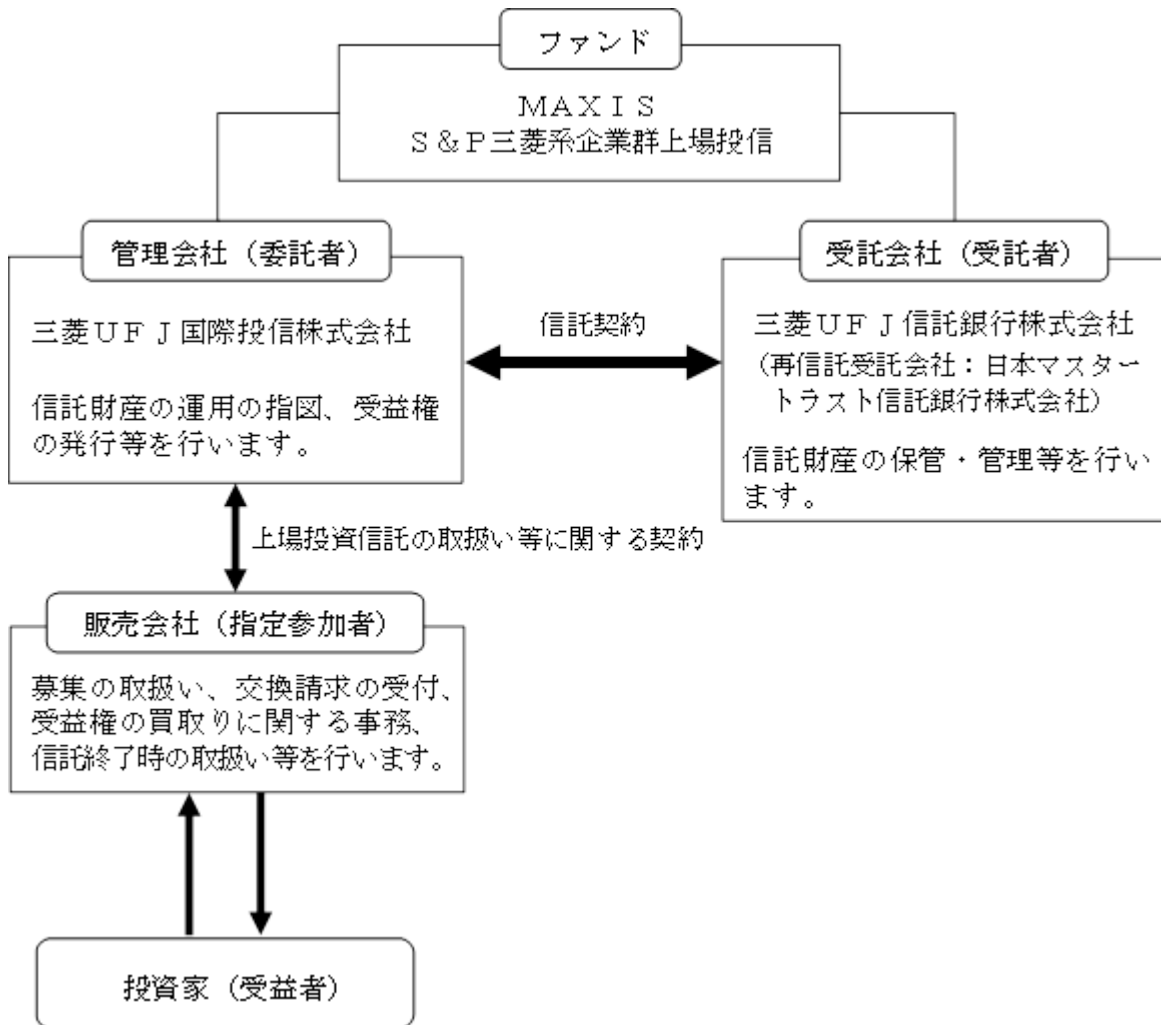 ファンド
ＭＡＸＩＳ
Ｓ＆Ｐ三菱系企業群上場投信
管理会社（委託者）
三菱ＵＦＪ国際投信株式会社
信託財産の運用の指図、受益権
の発行等を行います。
信託契約
受託会社（受託者）
三菱ＵＦＪ信託銀行株式会社
（再信託受託会社：日本マスター
トラスト信託銀行株式会社）
信託財産の保管・管理等を行い
ます。
上場投資信託の取扱い等に関する契約
販売会社（指定参加者）
募集の取扱い、交換請求の受付、
受益権の買取りに関する事務、
信託終了時の取扱い等を行います。
投資家（受益者）